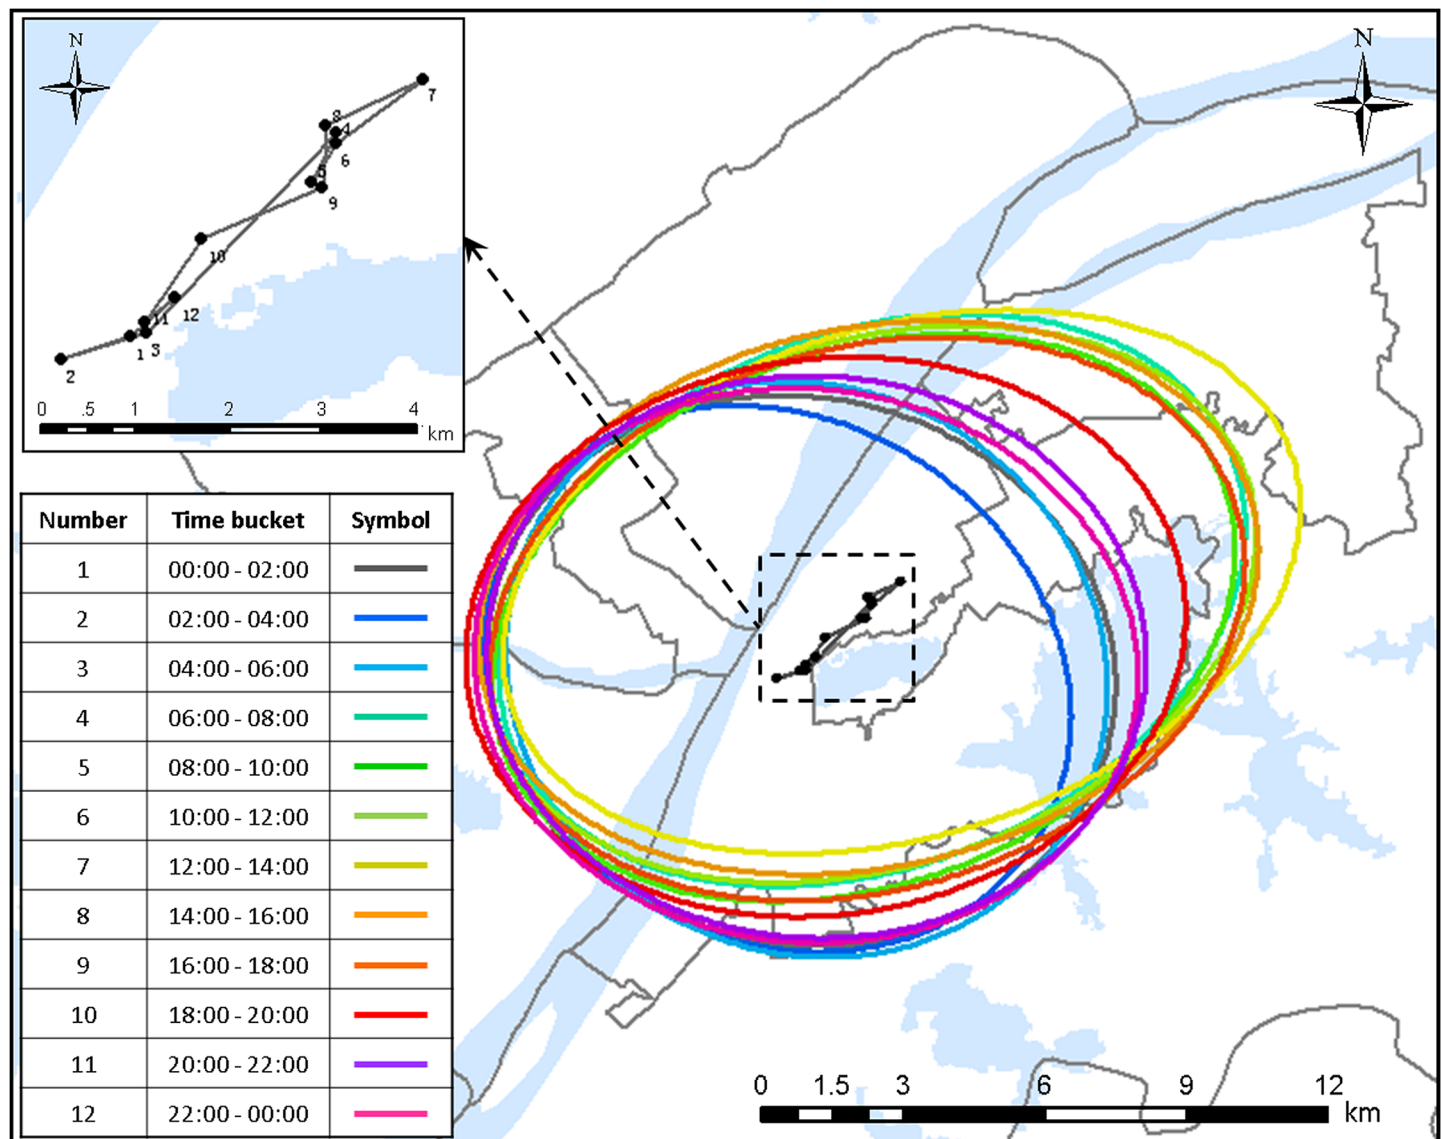 N
N
7
8
4
6
5
9
10
12
11
1 3
2
0 .5 1 2 3 4
km
Number Time bucket Symbol
1 00:00 - 02:00
2 02:00 - 04:00
3 04:00 - 06:00
4 06:00 - 08:00
5 08:00 - 10:00
6 10:00 - 12:00
7 12:00 - 14:00
8 14:00 - 16:00
9 16:00 - 18:00
10 18:00 - 20:00
11 20:00 - 22:00
12 22:00 - 00:00
0 1.5 3 6 9 12
km